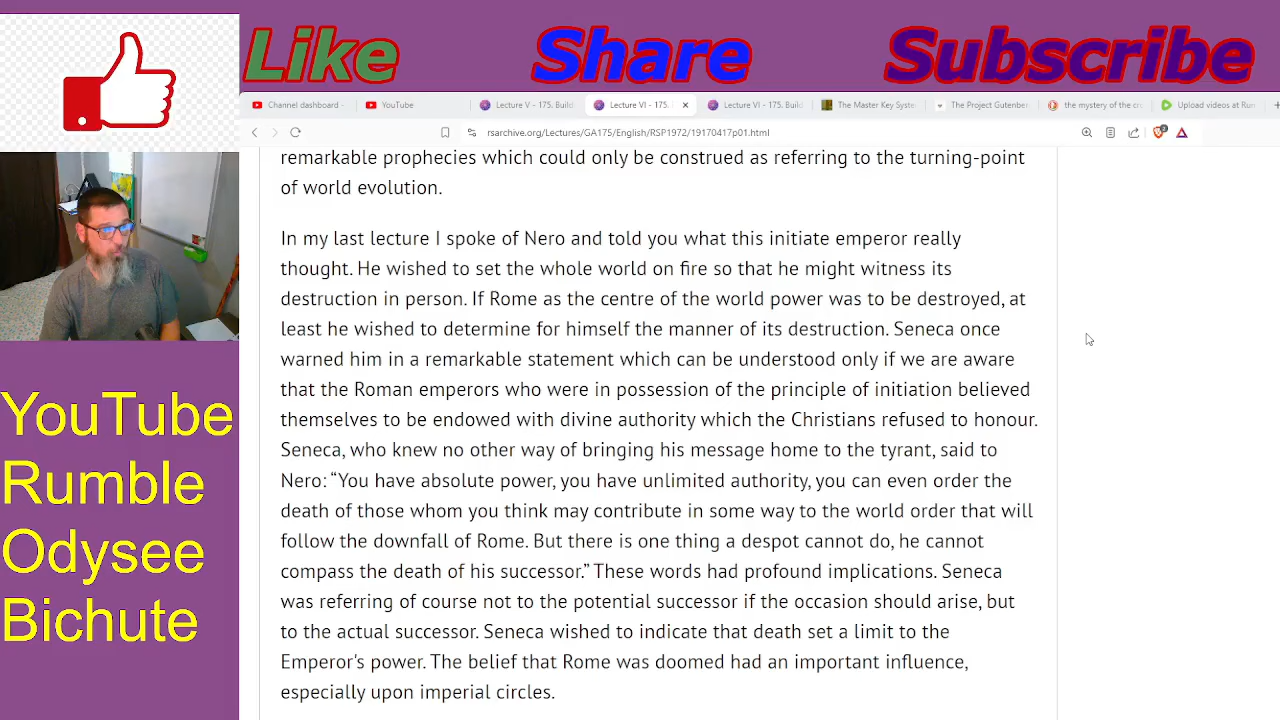 Like Share Subscribe
Channel dashboard - YouTube Lecture V – 175. Build Lecture VI – 175. Lecture VI – 175. Build The Master Key Syste The Project Gutenber the mystery of the cro Upload videos at Rum
rsarchive.org/Lectures/GA175/English/RSP1972/19170417p01.html
remarkable prophecies which could only be construed as referring to the turning-point
of world evolution.
In my last lecture I spoke of Nero and told you what this initiate emperor really
thought. He wished to set the whole world on fire so that he might witness its
destruction in person. If Rome as the centre of the world power was to be destroyed, at
least he wished to determine for himself the manner of its destruction. Seneca once
warned him in a remarkable statement which can be understood only if we are aware
that the Roman emperors who were in possession of the principle of initiation believed
themselves to be endowed with divine authority which the Christians refused to honour.
Seneca, who knew no other way of bringing his message home to the tyrant, said to
Nero: “You have absolute power, you have unlimited authority, you can even order the
death of those whom you think may contribute in some way to the world order that will
follow the downfall of Rome. But there is one thing a despot cannot do, he cannot
compass the death of his successor.” These words had profound implications. Seneca
was referring of course not to the potential successor if the occasion should arise, but
to the actual successor. Seneca wished to indicate that death set a limit to the
Emperor's power. The belief that Rome was doomed had an important influence,
especially upon imperial circles.
YouTube
Rumble
Odysee
Bichute